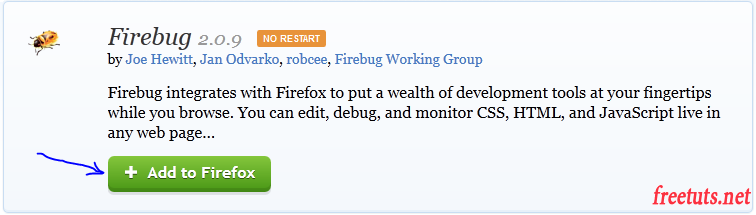 Firebug 2.0.9 NO RESTART
by Joe Hewitt, Jan Odvarko, robcee, Firebug Working Group
Firebug integrates with Firefox to put a wealth of development tools at your fingertips
while you browse. You can edit, debug, and monitor CSS, HTML, and JavaScript live in
any web page...
+ Add to Firefox
freetuts.net